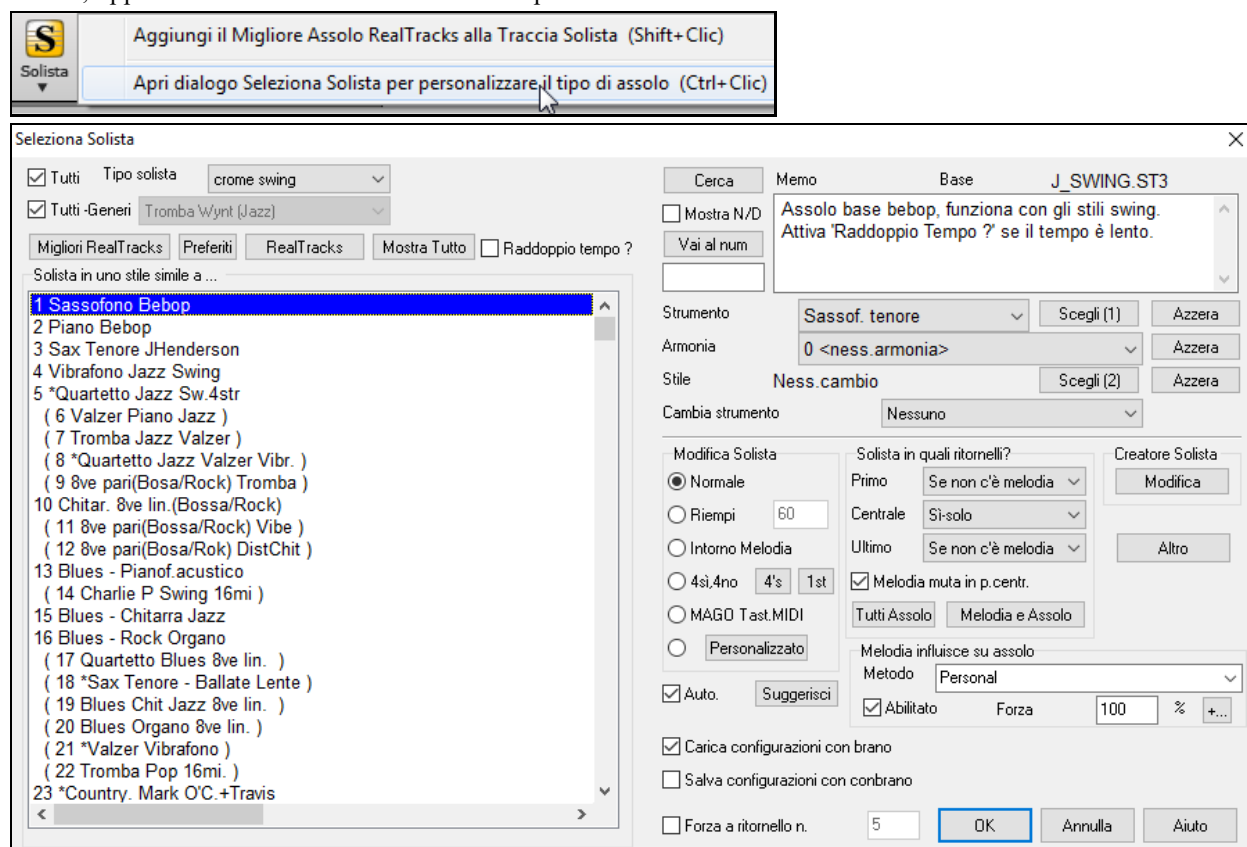 S
Solista
Aggiungi il Migliore Assolo RealTracks alla Traccia Solista (Shift+Clic)
Apri dialogo Seleziona Solista per personalizzare il tipo di assolo (Ctrl+Clic)
Seleziona Solista
Tutti Tipo solista crome swing
Tutti -Generi Tromba Wynt (Jazz)
Migliori RealTracks Preferiti RealTracks Mostra Tutto Raddoppio tempo ?
Solista in uno stile simile a ...
1 Sassofono Bebop
2 Piano Bebop
3 Sax Tenore JHenderson
4 Vibrafono Jazz Swing
5 *Quartetto Jazz Sw.4str
( 6 Valzer Piano Jazz )
( 7 Tromba Jazz Valzer )
( 8 *Quartetto Jazz Valzer Vibr. )
( 9 8ve pari(Bosa/Rock) Tromba )
10 Chitar. 8ve lin.(Bossa/Rock)
( 11 8ve pari(Bossa/Rock) Vibe )
( 12 8ve pari(Bosa/Rok) DistChit )
13 Blues - Pianof.acustico
( 14 Charlie P Swing 16mi )
15 Blues - Chitarra Jazz
16 Blues - Rock Organo
( 17 Quartetto Blues 8ve lin. )
( 18 *Sax Tenore - Ballate Lente )
( 19 Blues Chit Jazz 8ve lin. )
( 20 Blues Organo 8ve lin. )
( 21 *Valzer Vibrafono )
( 22 Tromba Pop 16mi. )
23 *Country. Mark O'C.+Travis
Cerca Memo Base J_SWING.ST3
Mostra N/D
Vai al num
Assolo base bebop, funziona con gli stili swing.
Attiva 'Raddoppio Tempo ?' se il tempo è lento.
Strumento Sassof. tenore Scegli (1) Azzera
Armonia 0 <ness.armonia> Azzera
Stile Ness.cambio Scegli (2) Azzera
Cambia strumento Nessuno
Modifica Solista
Normale
Riempi 60
Intorno Melodia
4sì,4no 4's 1st
MAGO Tast.MIDI
Personalizzato
Auto. Suggerisci
Solista in quali ritornelli?
Primo Se non c'è melodia
Centrale Sì-solo
Ultimo Se non c'è melodia
Melodia muta in p.centr.
Tutti Assolo Melodia e Assolo
Creatore Solista
Modifica
Altro
Melodia influisce su assolo
Metodo Personal
Abilitato Forza 100 % +...
Carica configurazioni con brano
Salva configurazioni con conbrano
Forza a ritornello n. 5 OK Annulla Aiuto